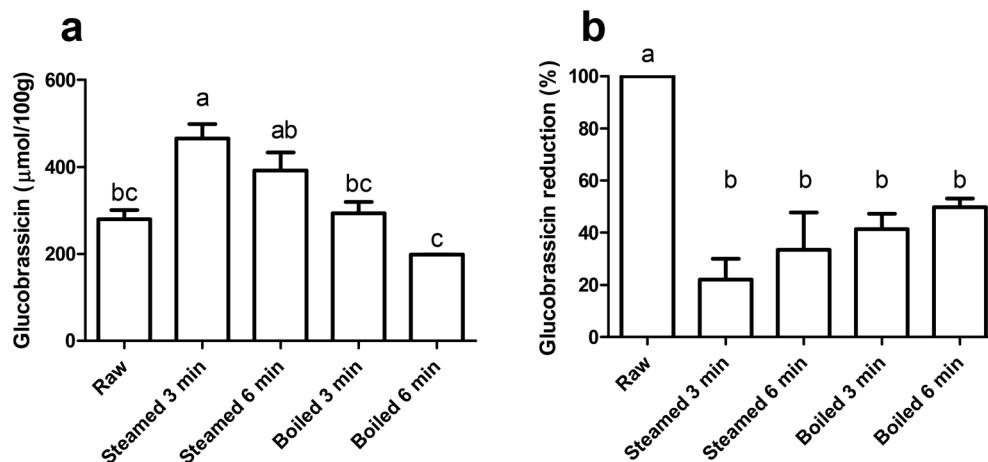 a
Glucobrassicin (μmol/100g)
600
400
200
0
bc
a
ab
bc
c
Raw
Steamed 3 min
Steamed 6 min
Boiled 3 min
Boiled 6 min
b
Glucobrassicin reduction (%)
100
80
60
40
20
0
a
b
b
b
b
Raw
Steamed 3 min
Steamed 6 min
Boiled 3 min
Boiled 6 min